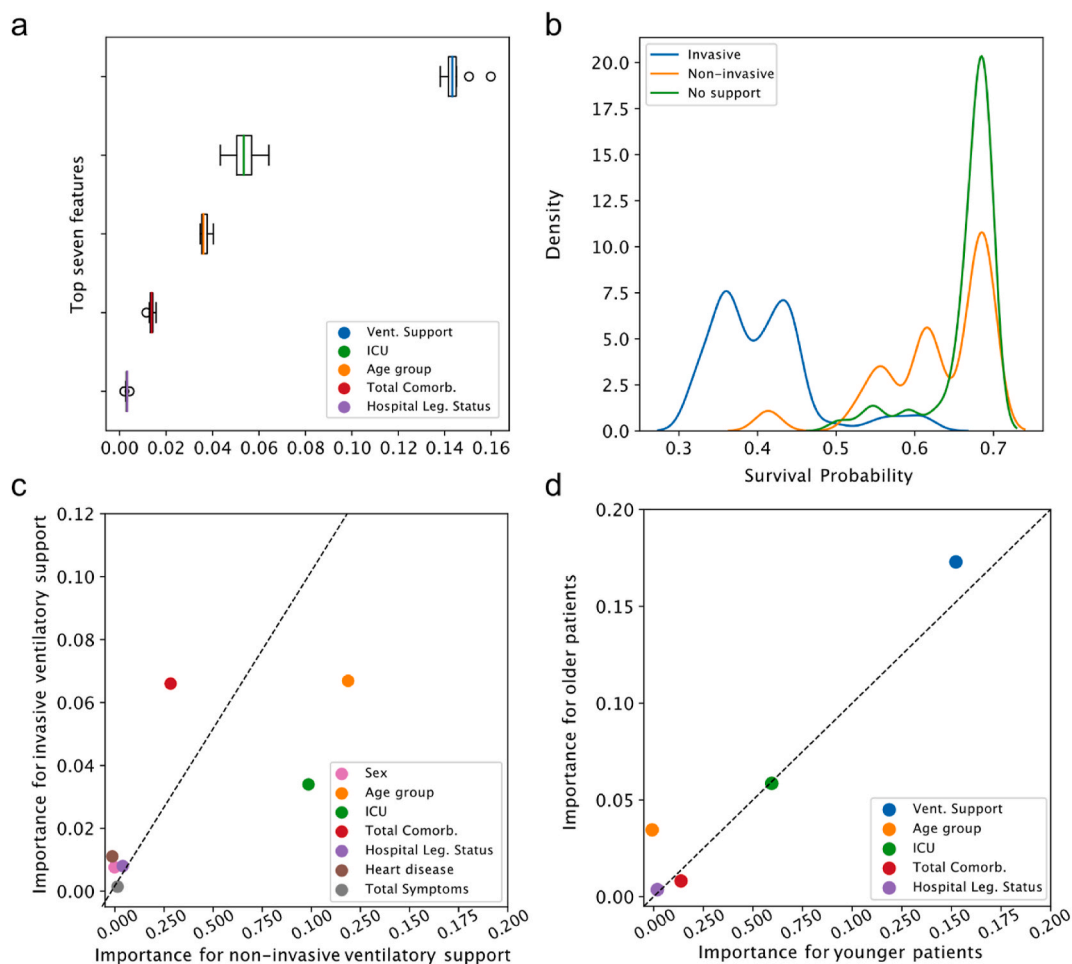 a
Top seven features
Vent. Support
ICU
Age group
Total Comorb.
Hospital Leg. Status
0.00 0.02 0.04 0.06 0.08 0.10 0.12 0.14 0.16
b
Density
20.0
17.5
15.0
12.5
10.0
7.5
5.0
2.5
0.0
Invasive
Non-invasive
No support
0.3 0.4 0.5 0.6 0.7
Survival Probability
c
Importance for invasive ventilatory support
0.12
0.10
0.08
0.06
0.04
0.02
0.00
Sex
Age group
ICU
Total Comorb.
Hospital Leg. Status
Heart disease
Total Symptoms
0.000 0.250 0.500 0.750 0.100 0.250 0.150 0.750 0.200
Importance for non-invasive ventilatory support
d
Importance for older patients
0.20
0.15
0.10
0.05
0.00
Vent. Support
Age group
ICU
Total Comorb.
Hospital Leg. Status
0.000 0.250 0.500 0.750 0.100 0.250 0.150 0.750 0.200
Importance for younger patients